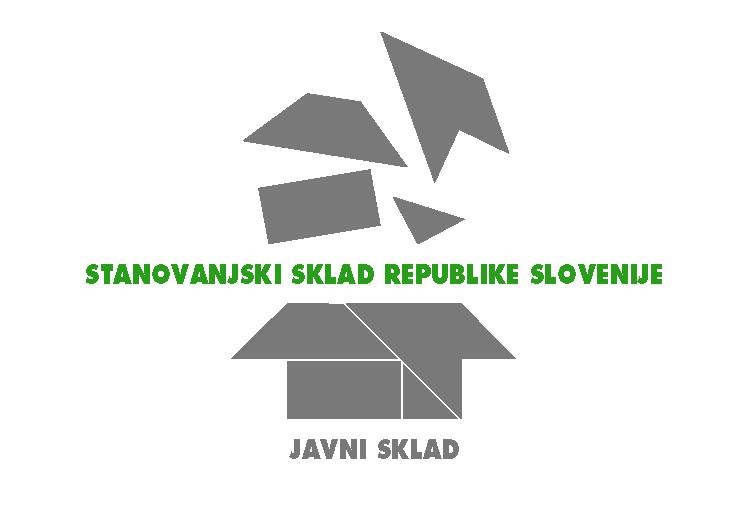 STANOVANJSKI SKLAD REPUBLIKE SLOVENIJE
JAVNI SKLAD